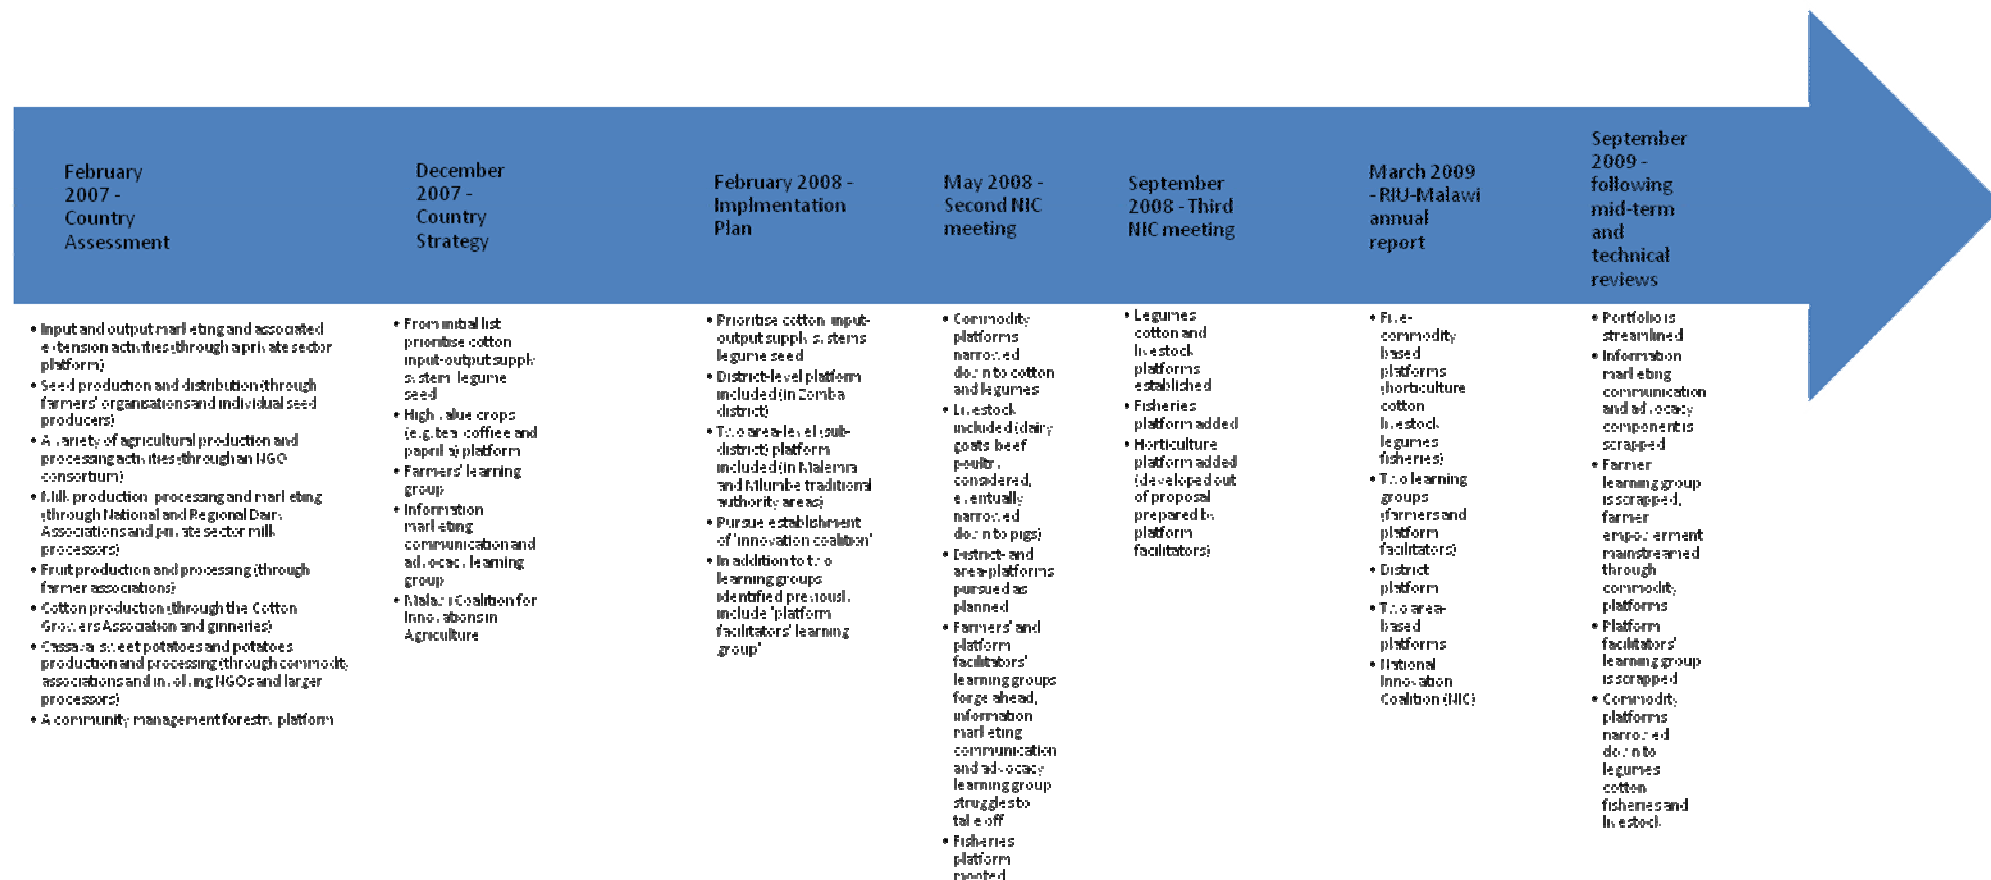 February
2007 -
Country
Assessment
• Input and output marketing and associated
extension activities (through a private sector
platform)
• Seed production and distribution (through
farmers' organisations and individual seed
producers)
• A variety of agricultural production and
processing activities (through an NGO
consortium)
• Milk production processing and marketing
(through National and Regional Dairy
Associations and private sector milk
processors)
• Fruit production and processing (through
farmer associations)
• Cotton production (through the Cotton
Growers Association and ginneries)
• Cassava sweet potatoes and potatoes
production and processing (through commodity
associations and involving NGOs and larger
processors)
• A community management forestry platform
December
2007 -
Country
Strategy
• From initial list
prioritise cotton
input-output supply
system legume
seed
• High value crops
(e.g. tea coffiee and
paprika) platform
• Farmers' learning
group
• Information
marketing
communication and
advocacy learning
group
• Malawi Coalition for
Innovations in
Agriculture
February 2008 -
Implmentation
Plan
• Prioritise cotton input-
output supply systems
legume seed
• District-level platform
included (in Zomba
district)
• Two area-level (sub-
district) platform
included (in Malemia
and Mlumbe traditional
authority areas)
• Pursue establishment
of 'innovation coalition'
• In addition to two
learning groups
identified previously
include 'platform
facilitators' learning
group'
May 2008 -
Second NIC
meeting
• Commodity
platforms
narrowed
down to cotton
and legumes
• Livestock
included (dairy
goats beef
poultry
considered,
eventually
narrowed
down to pigs)
• District- and
area-platforms
pursued as
planned
• Farmers' and
platform
facilitators'
learning groups
forge ahead,
information
marketing
communication
and advocacy
learning group
struggles to
take off
• Fisheries
platform
mooted
September
2008 - Third
NIC meeting
• Legumes
cotton and
livestock
platforms
established
• Fisheries
platform added
• Horticulture
platform added
(developed out
of proposal
prepared by
platform
facilitators)
March 2009
- RIU-Malawi
annual
report
• Five-
commodity
based
platforms
(horticulture
cotton
livestock
legumes
fisheries)
• Two learning
groups
(farmers and
platform
facilitators)
• District
platform
• Two area-
based
platforms
• National
Innovation
Coalition (NIC)
September
2009 -
following
mid-term
and
technical
reviews
• Portfolio is
streamlined
• Information
marketing
communication
and advocacy
component is
scrapped
• Farmer
learning group
is scrapped,
farmer
empowerment
mainstreamed
through
commodity
platforms
• Platform
facilitators'
learning group
is scrapped
• Commodity
platforms
narrowed
down to
legumes
cotton
fisheries and
livestock